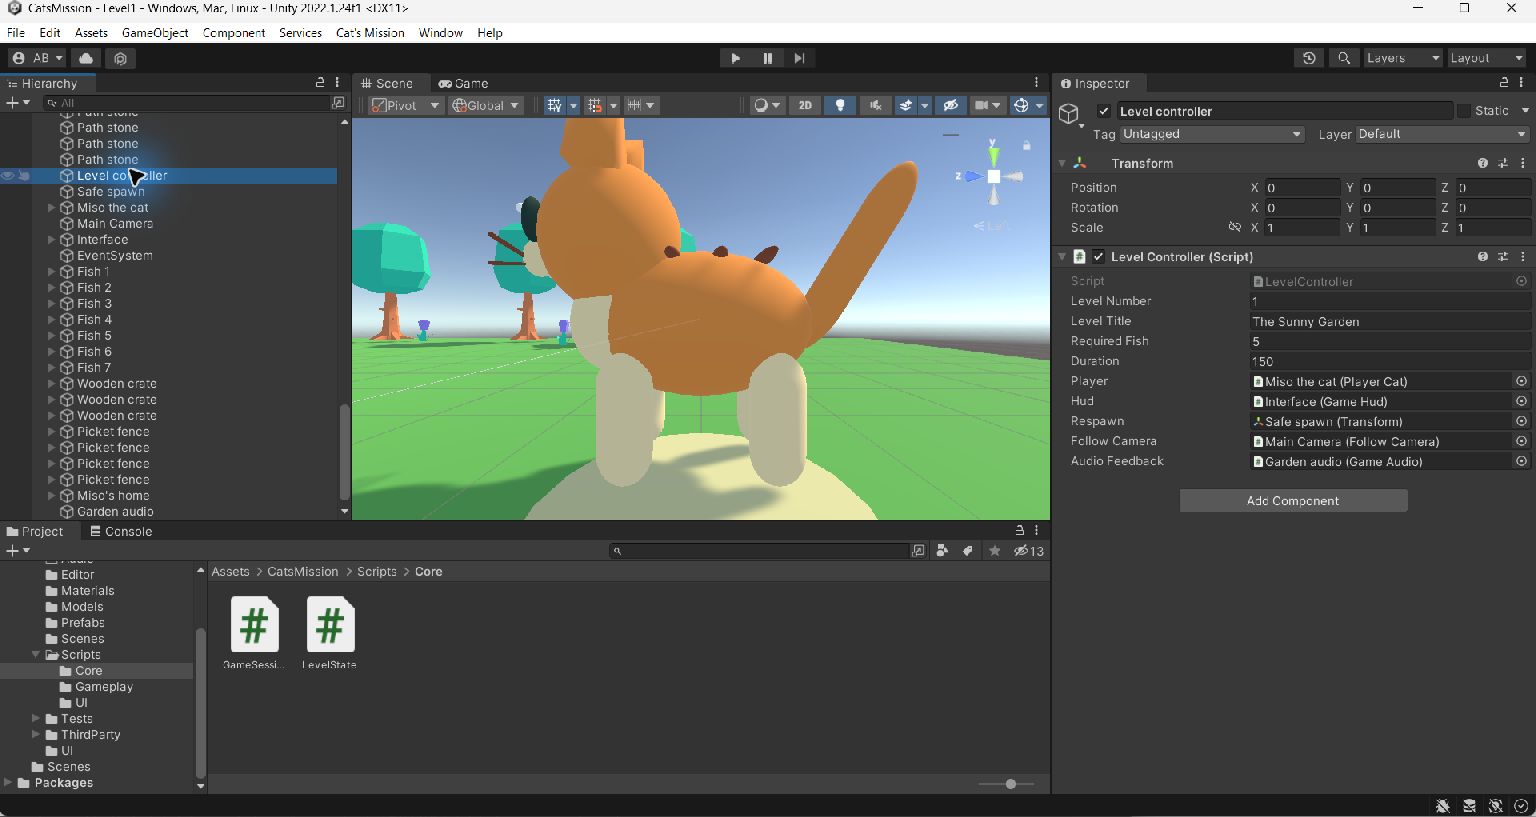 CatsMission - Level1 - Windows, Mac, Linux - Unity 2022.1.24f1 <DX11>
File Edit Assets GameObject Component Services Cat's Mission Window Help
AB Layers Layout
Hierarchy
All
Path stone
Path stone
Path stone
Path stone
Level controller
Safe spawn
Miso the cat
Main Camera
Interface
EventSystem
Fish 1
Fish 2
Fish 3
Fish 4
Fish 5
Fish 6
Fish 7
Wooden crate
Wooden crate
Wooden crate
Picket fence
Picket fence
Picket fence
Picket fence
Miso's home
Garden audio
Scene Game
Pivot Global 2D
y
z
Left
Inspector
Level controller Static
Tag Untagged Layer Default
Transform
Position X 0 Y 0 Z 0
Rotation X 0 Y 0 Z 0
Scale X 1 Y 1 Z 1
Level Controller (Script)
Script LevelController
Level Number 1
Level Title The Sunny Garden
Required Fish 5
Duration 150
Player Miso the cat (Player Cat)
Hud Interface (Game Hud)
Respawn Safe spawn (Transform)
Follow Camera Main Camera (Follow Camera)
Audio Feedback Garden audio (Game Audio)
Add Component
Project Console
13
Audio
Editor
Materials
Models
Prefabs
Scenes
Scripts
Core
Gameplay
UI
Tests
ThirdParty
UI
Scenes
Packages
Assets > CatsMission > Scripts > Core
# #
GameSessi... LevelState